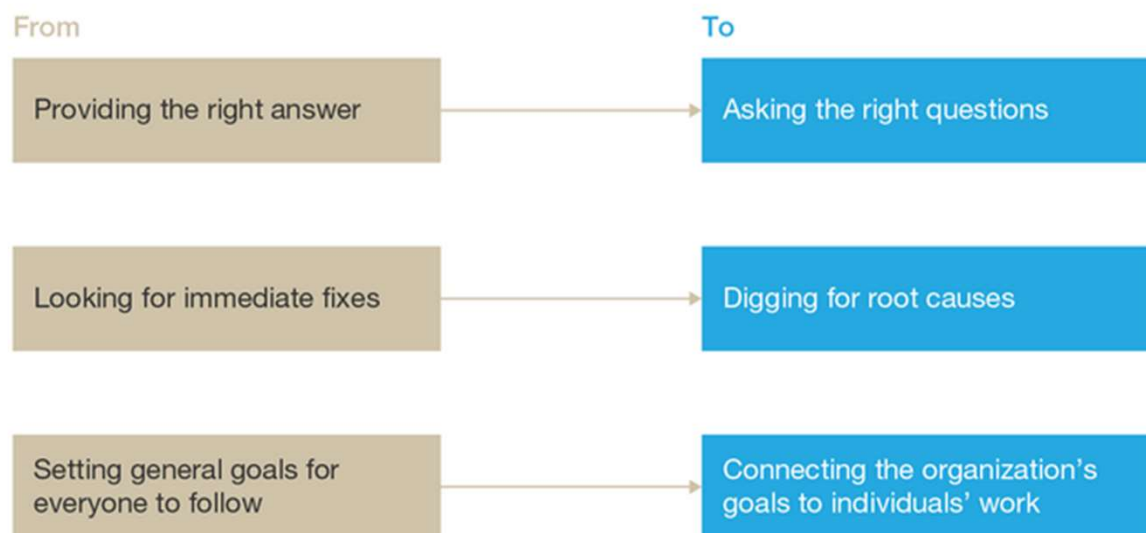 From
To
Providing the right answer
Asking the right questions
Looking for immediate fixes
Digging for root causes
Setting general goals for
everyone to follow
Connecting the organization’s
goals to individuals’ work